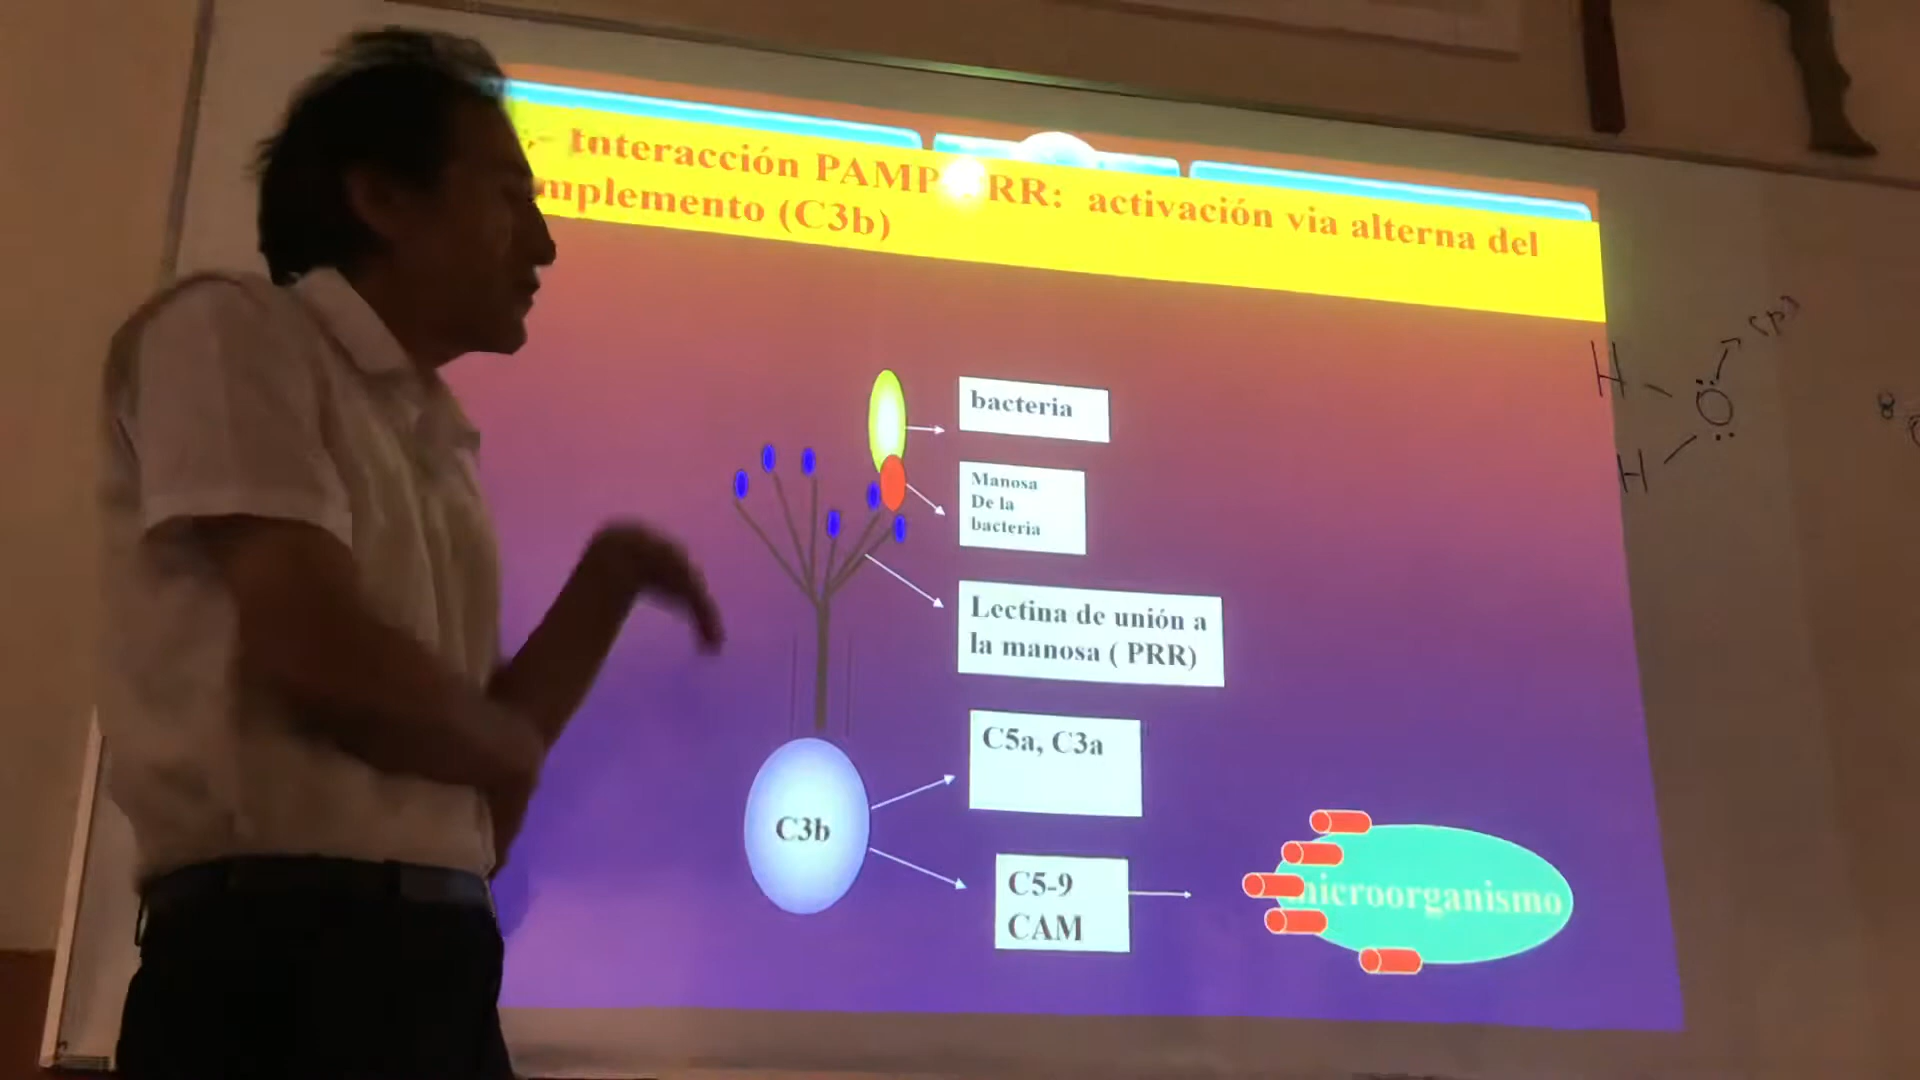 Interacción PAMP RR: activación via alterna del
mplemento (C3b)
bacteria
Manosa
De la
bacteria
Lectina de unión a
la manosa ( PRR)
C5a, C3a
C3b
C5-9
CAM
microorganismo
H
O
H